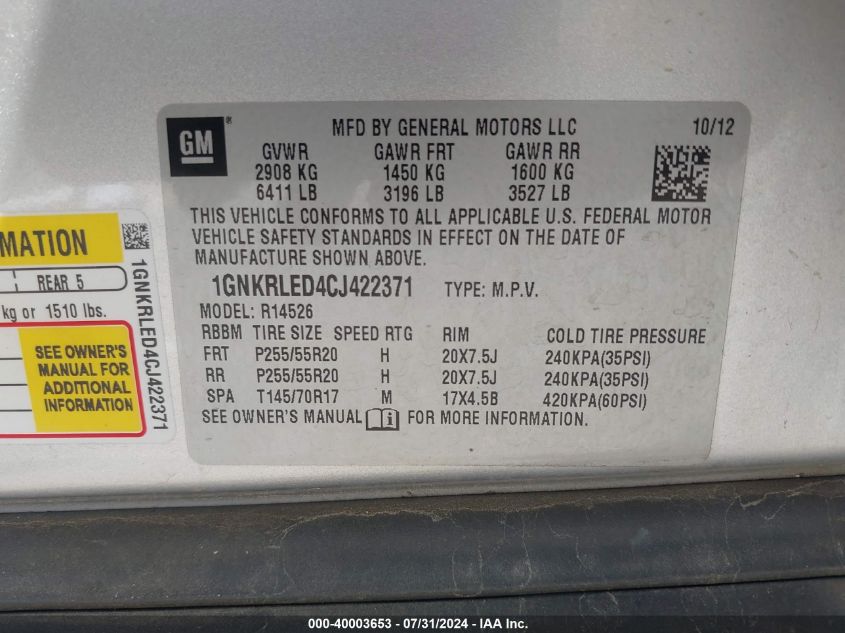 MATION
REAR 5
kg or 1510 lbs.
SEE OWNER'S
MANUAL FOR
ADDITIONAL
INFORMATION
1GNKRLED4CJ422371
GM
®
MFD BY GENERAL MOTORS LLC 10/12
GVWR GAWR FRT GAWR RR
2908 KG 1450 KG 1600 KG
6411 LB 3196 LB 3527 LB
THIS VEHICLE CONFORMS TO ALL APPLICABLE U.S. FEDERAL MOTOR
VEHICLE SAFETY STANDARDS IN EFFECT ON THE DATE OF
MANUFACTURE SHOWN ABOVE.
1GNKRLED4CJ422371 TYPE: M.P.V.
MODEL: R14526
RBBM TIRE SIZE SPEED RTG RIM COLD TIRE PRESSURE
FRT P255/55R20 H 20X7.5J 240KPA(35PSI)
RR P255/55R20 H 20X7.5J 240KPA(35PSI)
SPA T145/70R17 M 17X4.5B 420KPA(60PSI)
SEE OWNER'S MANUAL FOR MORE INFORMATION.
000-40003653 - 07/31/2024 - IAA Inc.